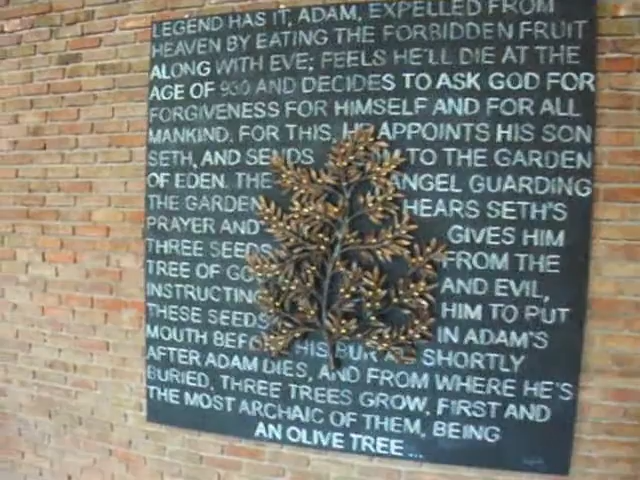 LEGEND HAS IT, ADAM, EXPELLED FROM
HEAVEN BY EATING THE FORBIDDEN FRUIT
ALONG WITH EVE; FEELS HE'LL DIE AT THE
AGE OF 930 AND DECIDES TO ASK GOD FOR
FORGIVENESS FOR HIMSELF AND FOR ALL
MANKIND. FOR THIS, HE APPOINTS HIS SON
SETH, AND SENDS TO THE GARDEN
OF EDEN. THE ANGEL GUARDING
THE GARDEN HEARS SETH'S
PRAYER AND GIVES HIM
THREE SEEDS FROM THE
TREE OF GO AND EVIL,
INSTRUCTING HIM TO PUT
THESE SEEDS IN ADAM'S
MOUTH BEFO HIS BURIAL SHORTLY
AFTER ADAM DIES, AND FROM WHERE HE'S
BURIED, THREE TREES GROW, FIRST AND
THE MOST ARCHAIC OF THEM, BEING
AN OLIVE TREE...